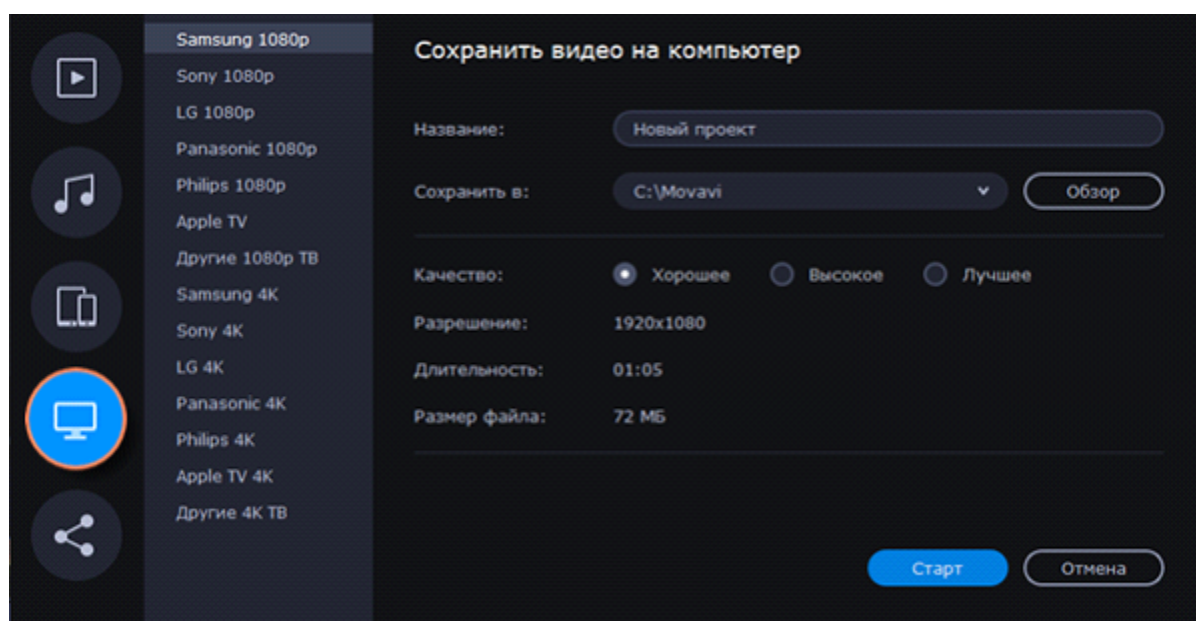 Samsung 1080p
Sony 1080p
LG 1080p
Panasonic 1080p
Philips 1080p
Apple TV
Другие 1080p ТВ
Samsung 4K
Sony 4K
LG 4K
Panasonic 4K
Philips 4K
Apple TV 4K
Другие 4K ТВ
Сохранить видео на компьютер
Название: Новый проект
Сохранить в: C:\Movavi Обзор
Качество: Хорошее Высокое Лучшее
Разрешение: 1920x1080
Длительность: 01:05
Размер файла: 72 МБ
Старт Отмена